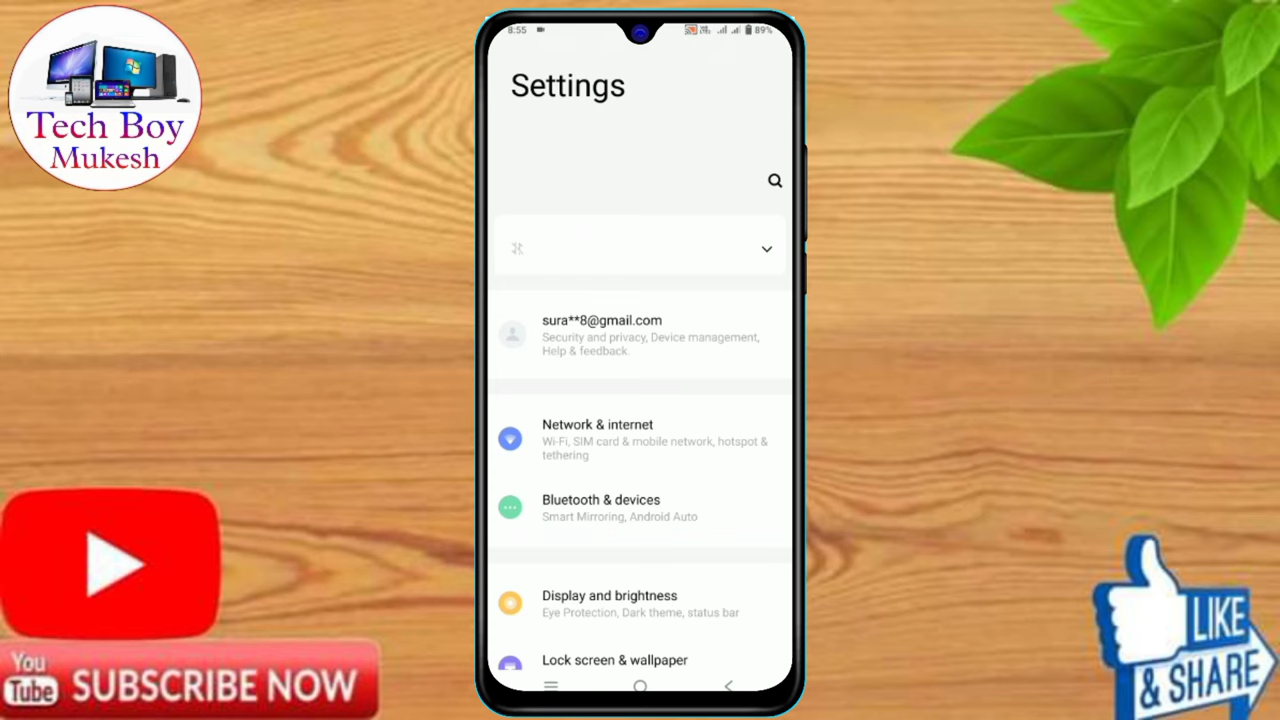 Tech Boy
Mukesh
8:55
89%
Settings
sura**8@gmail.com
Security and privacy, Device management,
Help & feedback.
Network & internet
Wi-Fi, SIM card & mobile network, hotspot &
tethering
Bluetooth & devices
Smart Mirroring, Android Auto
Display and brightness
Eye Protection, Dark theme, status bar
Lock screen & wallpaper
You
Tube
SUBSCRIBE NOW
LIKE
& SHARE